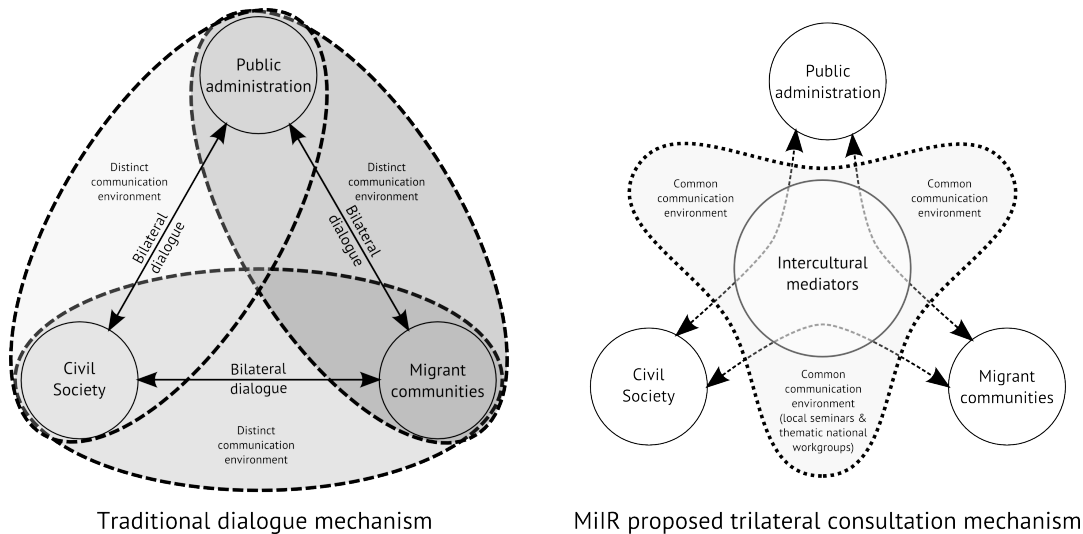 Public
administration
Distinct
communication
environment
Distinct
communication
environment
Bilateral
dialogue
Bilateral
dialogue
Civil
Society
Bilateral
dialogue
Migrant
communities
Distinct
communication
environment
Traditional dialogue mechanism
Public
administration
Common
communication
environment
Common
communication
environment
Intercultural
mediators
Civil
Society
Migrant
communities
Common
communication
environment
(local seminars &
thematic national
workgroups)
MiIR proposed trilateral consultation mechanism